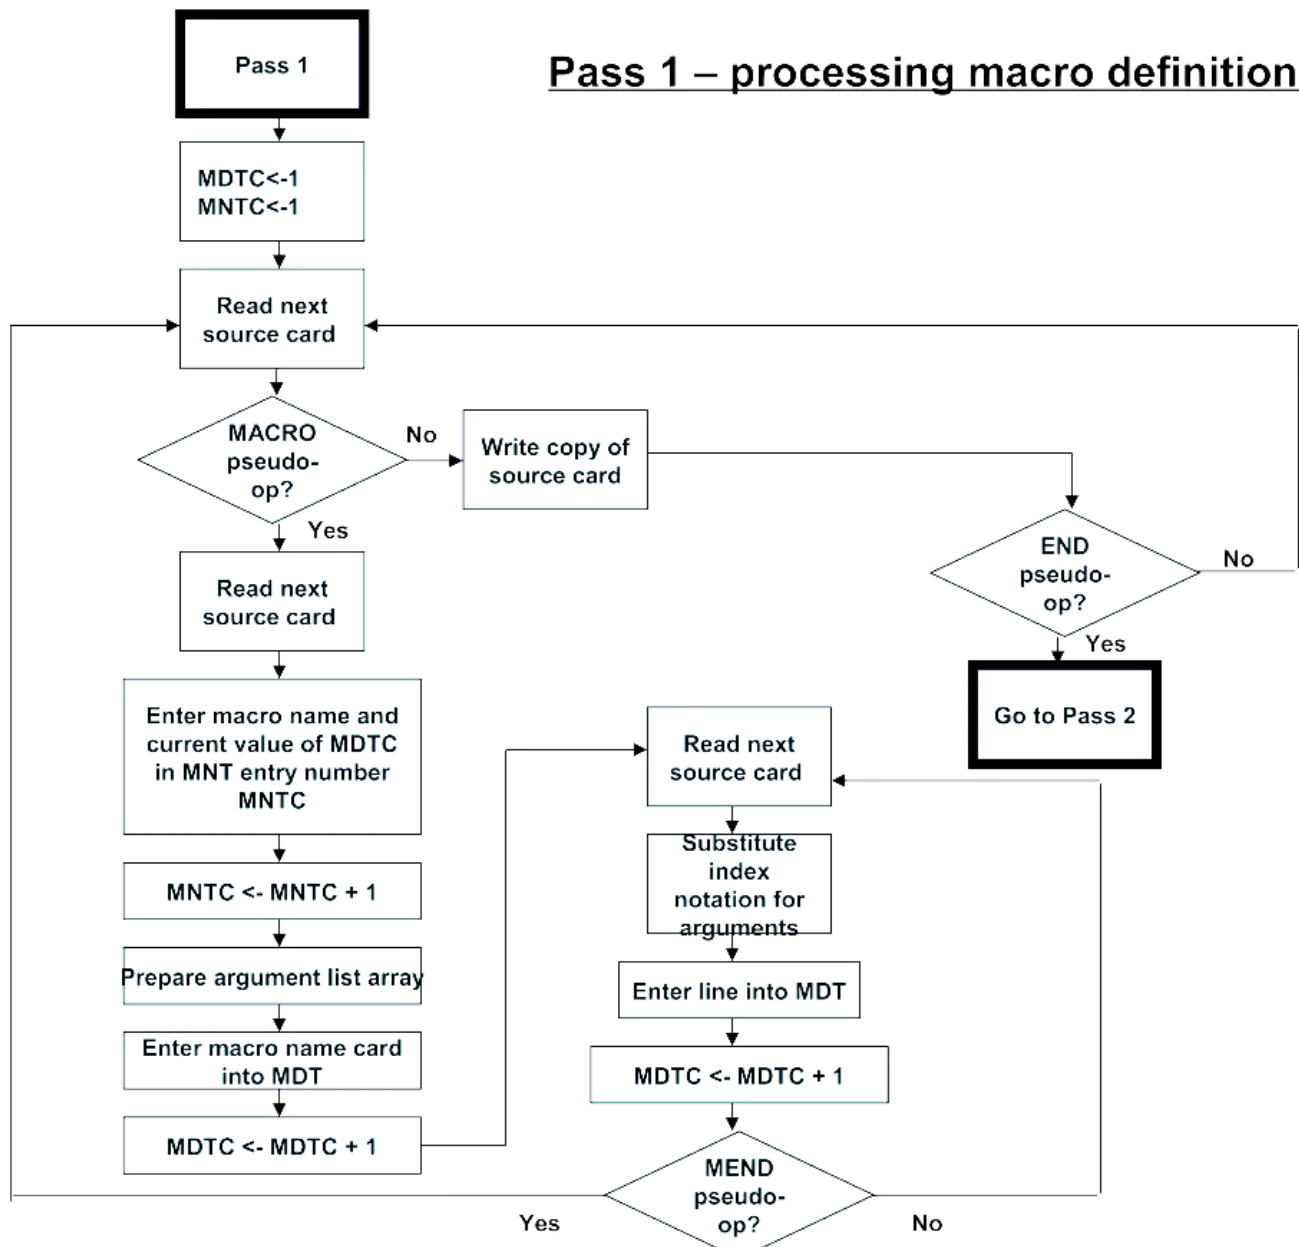 Pass 1
Pass 1 – processing macro definition
MDTC<-1
MNTC<-1
Read next
source card
MACRO
pseudo-
op?
No
Write copy of
source card
END
pseudo-
op?
No
Yes
Go to Pass 2
Yes
Read next
source card
Enter macro name and
current value of MDTC
in MNT entry number
MNTC
MNTC <- MNTC + 1
Prepare argument list array
Enter macro name card
into MDT
MDTC <- MDTC + 1
Read next
source card
Substitute
index
notation for
arguments
Enter line into MDT
MDTC <- MDTC + 1
MEND
pseudo-
op?
Yes
No